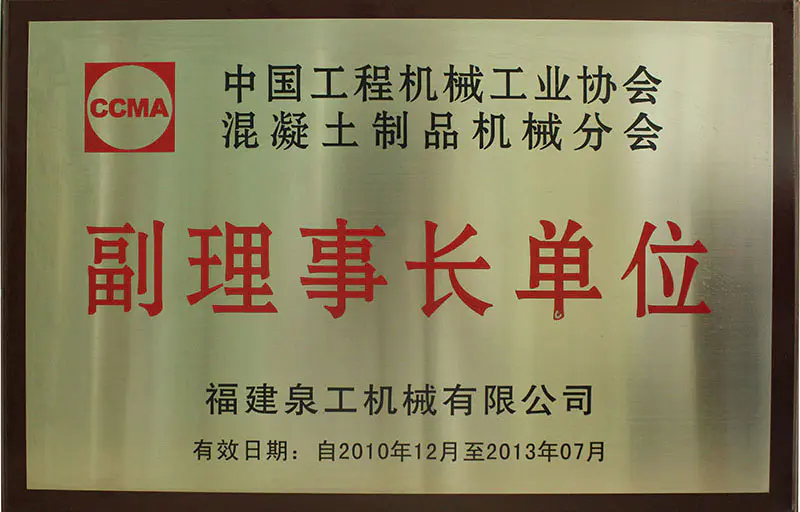 CCMA
中国工程机械工业协会
混凝土制品机械分会
副理事长单位
福建泉工机械有限公司
有效日期：自2010年12月至2013年07月